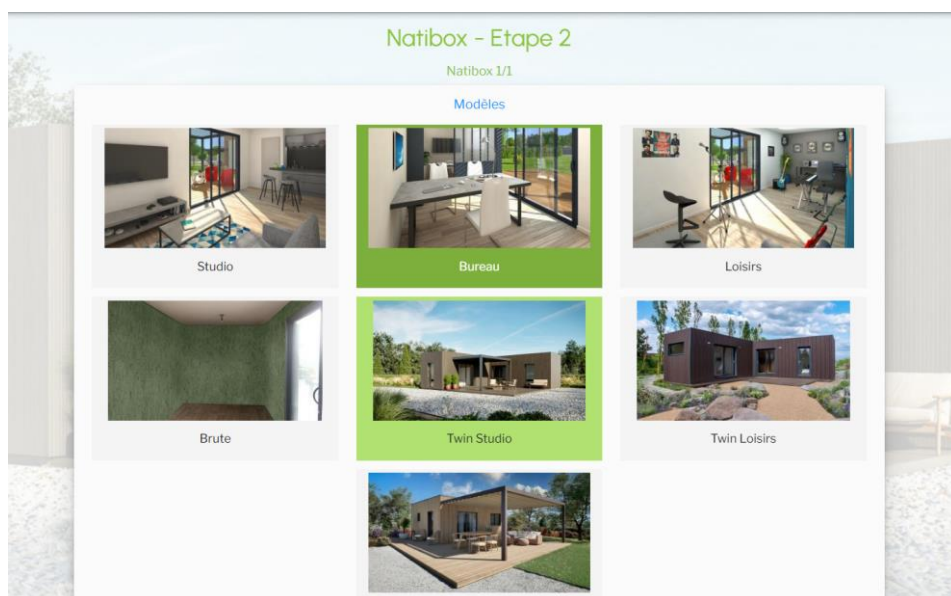 Natibox - Etape 2
Natibox 1/1
Modèles
Studio
Bureau
Loisirs
Brute
Twin Studio
Twin Loisirs